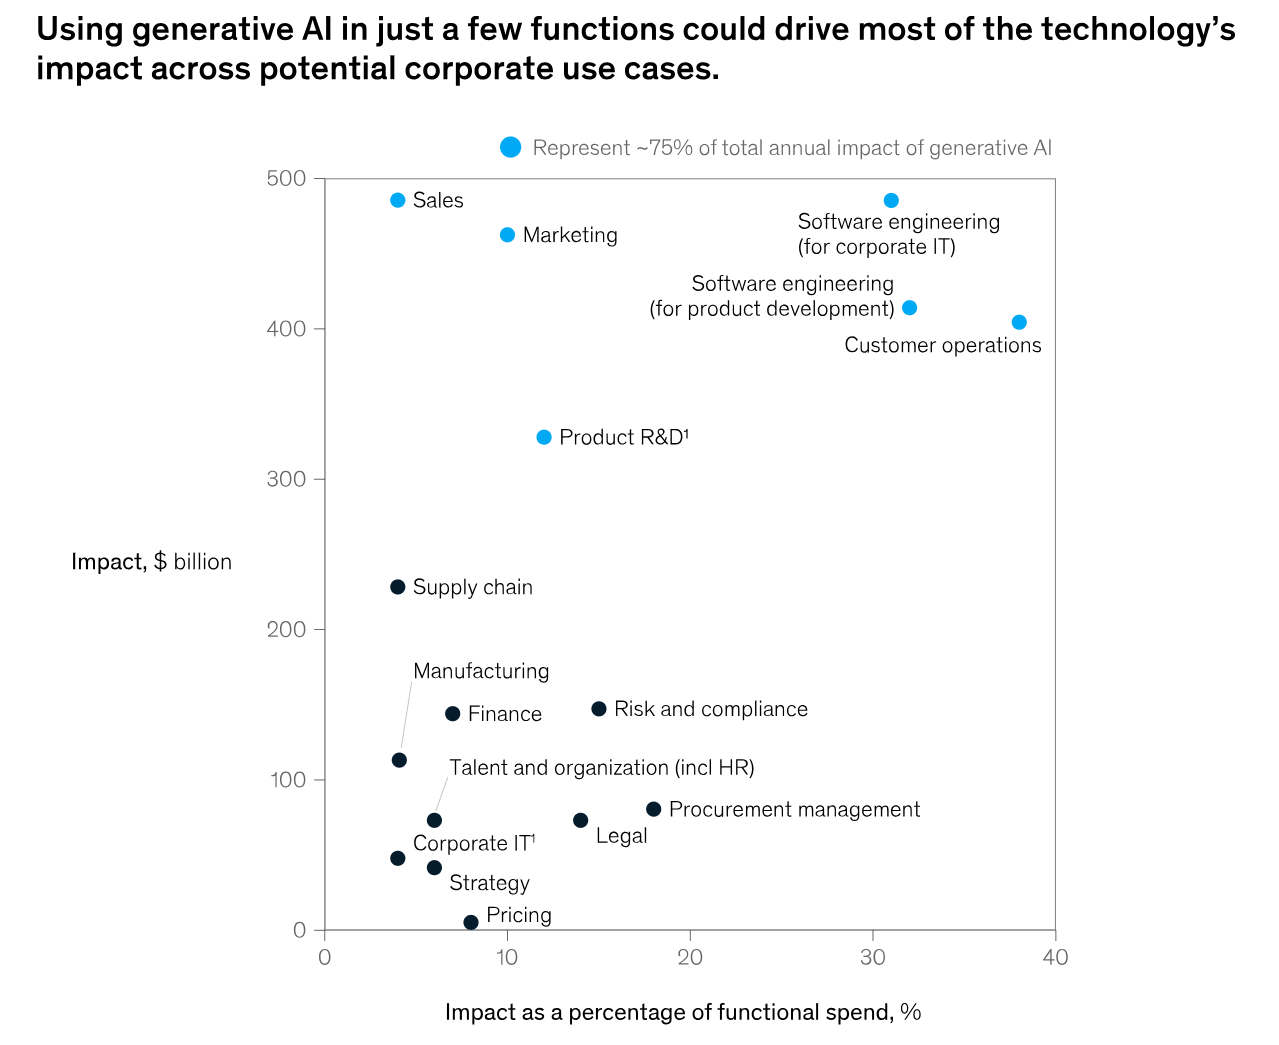 Using generative AI in just a few functions could drive most of the technology’s
impact across potential corporate use cases.
Represent ~75% of total annual impact of generative AI
500
Sales
Marketing
Software engineering
(for corporate IT)
Software engineering
(for product development)
400
Customer operations
Product R&D¹
300
Impact, $ billion
Supply chain
200
Manufacturing
Finance
Risk and compliance
Talent and organization (incl HR)
100
Procurement management
Legal
Corporate IT¹
Strategy
Pricing
0
0 10 20 30 40
Impact as a percentage of functional spend, %